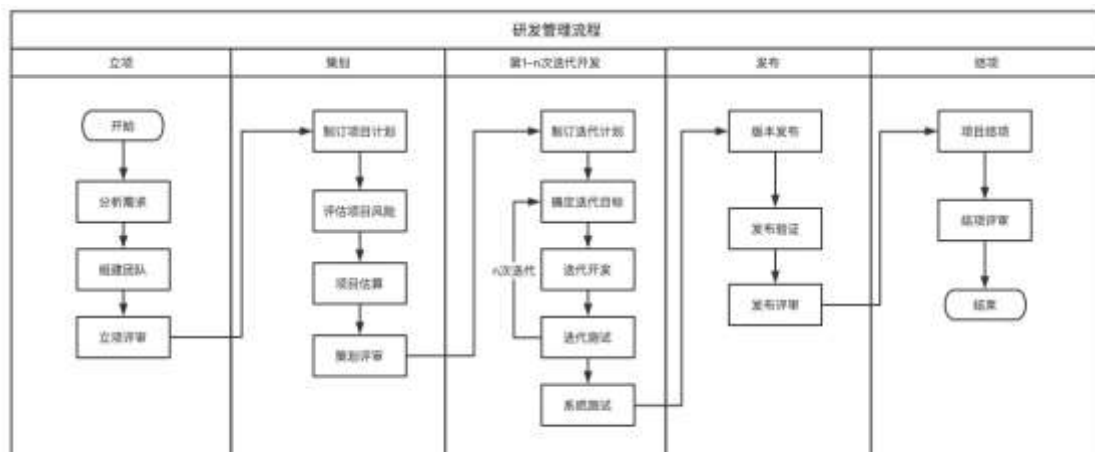 研发管理流程
立项
策划
第1-n次迭代开发
发布
结项
开始
分析需求
组建团队
立项评审
制订项目计划
评估项目风险
项目估算
策划评审
制订迭代计划
确定迭代目标
n次迭代
迭代开发
迭代测试
系统测试
版本发布
发布验证
发布评审
项目结项
结项评审
结束